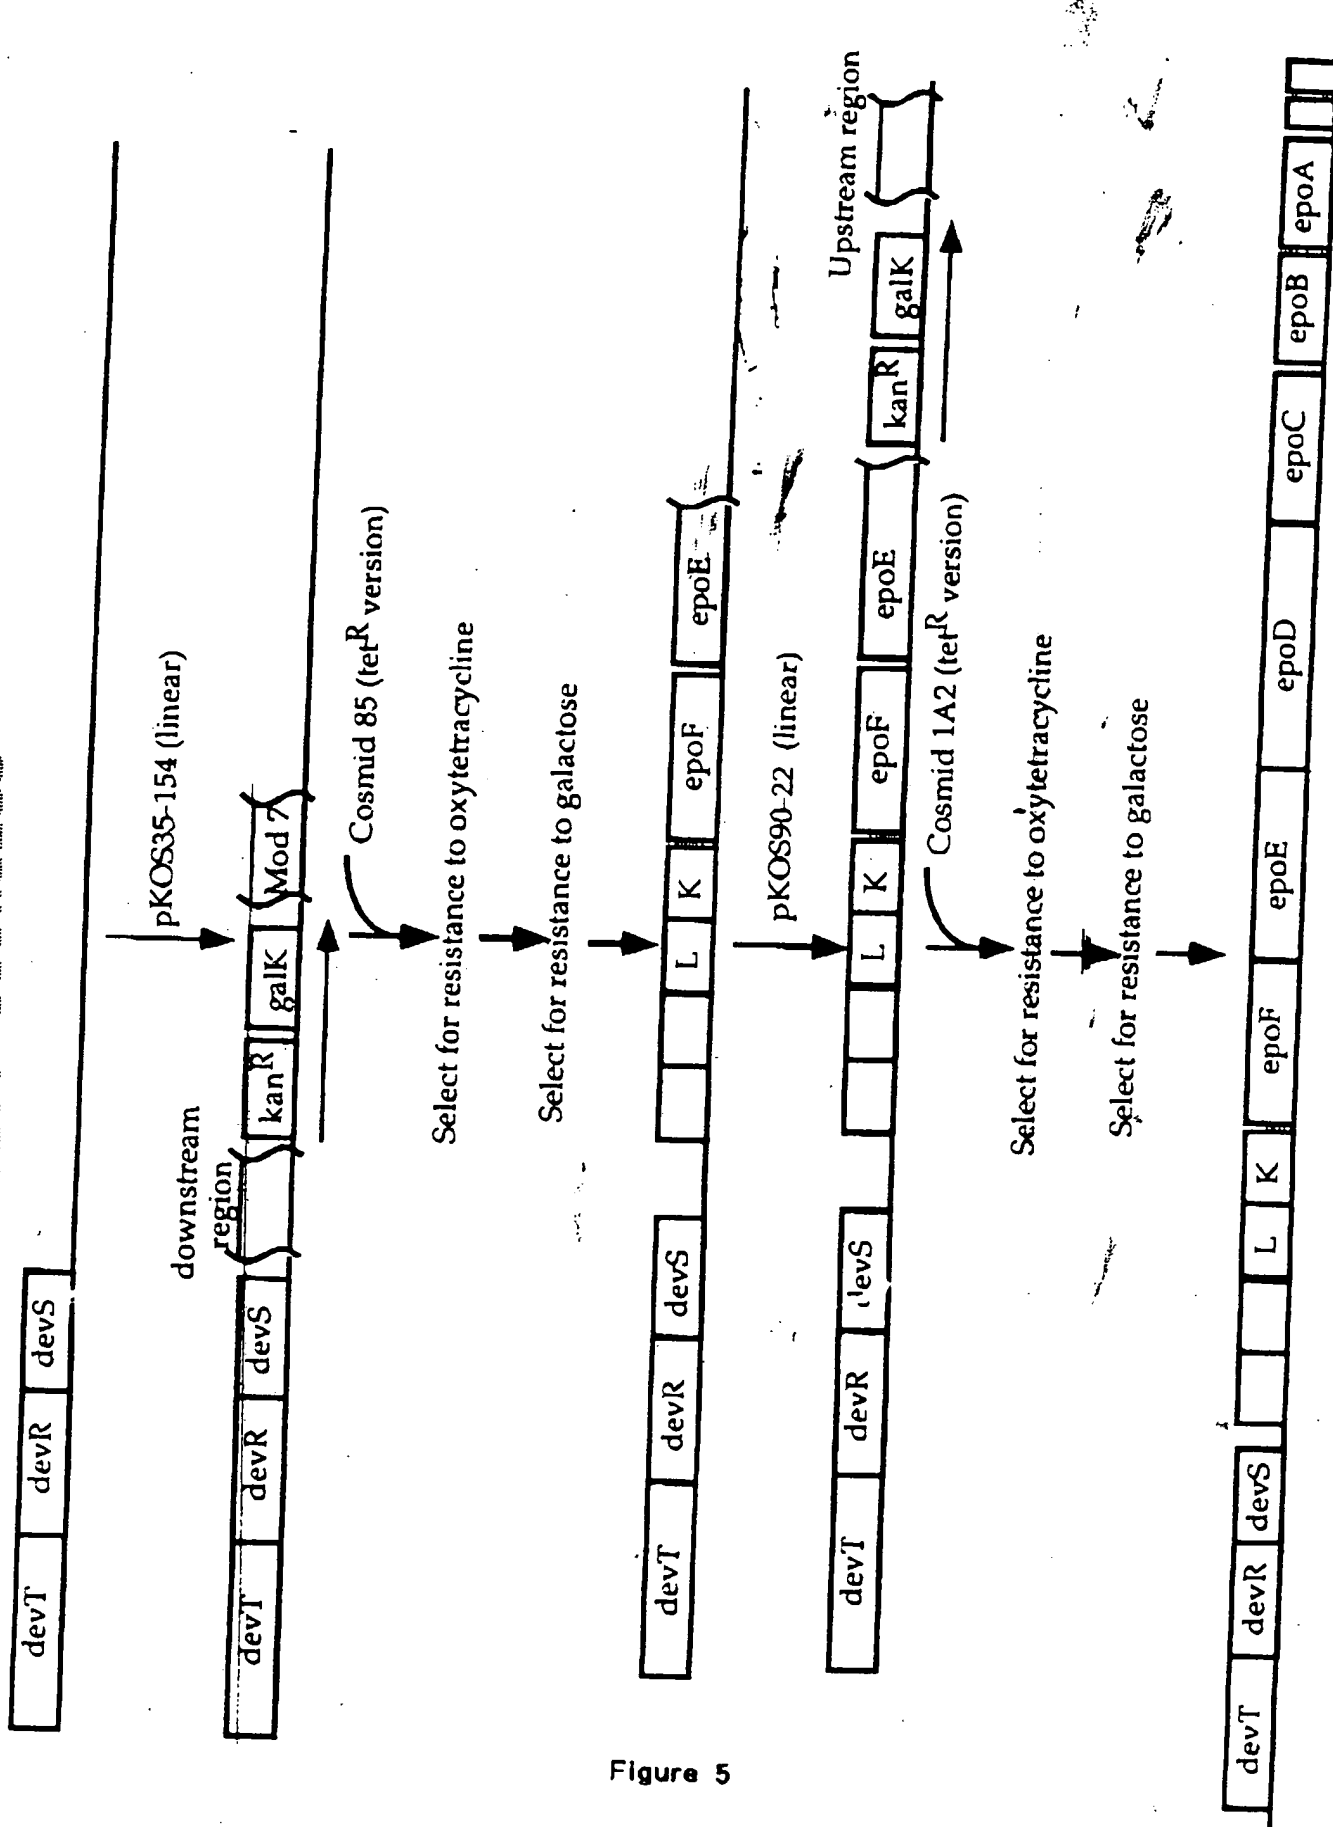 devT devR devS
pKOS35-154 (linear)
downstream
region
devT devR devS kanR galK Mod 7
Cosmid 85 (tetR version)
Select for resistance to oxytetracycline
Select for resistance to galactose
devT devR devS L K epoF epoE
pKOS90-22 (linear)
Upstream region
devT devR devS L K epoF epoE kanR galK
Cosmid 1A2 (tetR version)
Select for resistance to oxytetracycline
Select for resistance to galactose
devT devR devS L K epoF epoE epoD epoC epoB epoA
Figure 5